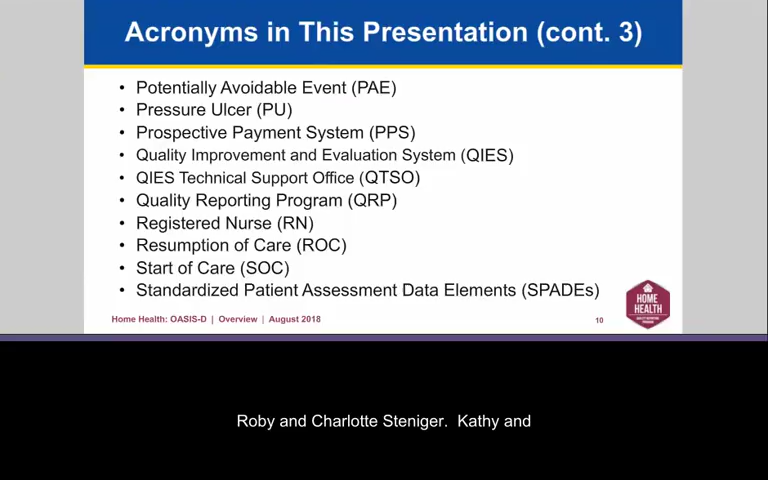 Acronyms in This Presentation (cont. 3)
• Potentially Avoidable Event (PAE)
• Pressure Ulcer (PU)
• Prospective Payment System (PPS)
• Quality Improvement and Evaluation System (QIES)
• QIES Technical Support Office (QTSO)
• Quality Reporting Program (QRP)
• Registered Nurse (RN)
• Resumption of Care (ROC)
• Start of Care (SOC)
• Standardized Patient Assessment Data Elements (SPADEs)
Home Health: OASIS-D | Overview | August 2018
10
HOME
HEALTH
QUALITY REPORTING
PROGRAM
Roby and Charlotte Steniger. Kathy and